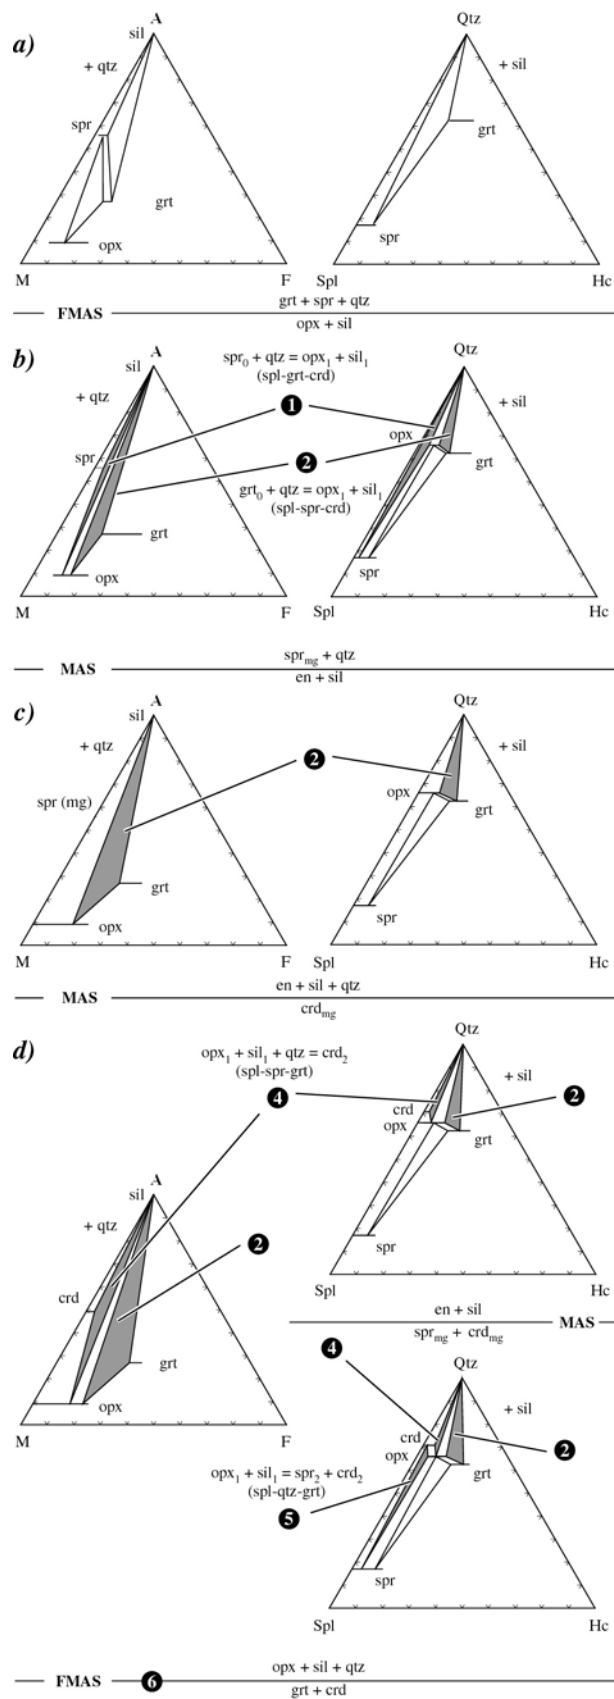 a)
A
sil
+ qtz
spr
grt
opx
M
F
Qtz
+ sil
grt
spr
Spl
Hc
FMAS
grt + spr + qtz
opx + sil
b)
A
sil
+ qtz
spr
grt
opx
M
F
spr0 + qtz = opx1 + sil1
(spl-grt-crd)
1
2
grt0 + qtz = opx1 + sil1
(spl-spr-crd)
Qtz
+ sil
opx
grt
spr
Spl
Hc
MAS
sprmg + qtz
en + sil
c)
A
sil
+ qtz
spr (mg)
grt
opx
M
F
2
Qtz
+ sil
opx
grt
spr
Spl
Hc
MAS
en + sil + qtz
crdmg
d)
opx1 + sil1 + qtz = crd2
(spl-spr-grt)
4
Qtz
+ sil
2
crd
opx
grt
spr
Spl
Hc
A
sil
+ qtz
2
crd
grt
opx
M
F
en + sil
sprmg + crdmg
MAS
4
Qtz
+ sil
crd
opx
2
grt
opx1 + sil1 = spr2 + crd2
(spl-qtz-grt)
5
spr
Spl
Hc
FMAS
6
opx + sil + qtz
grt + crd